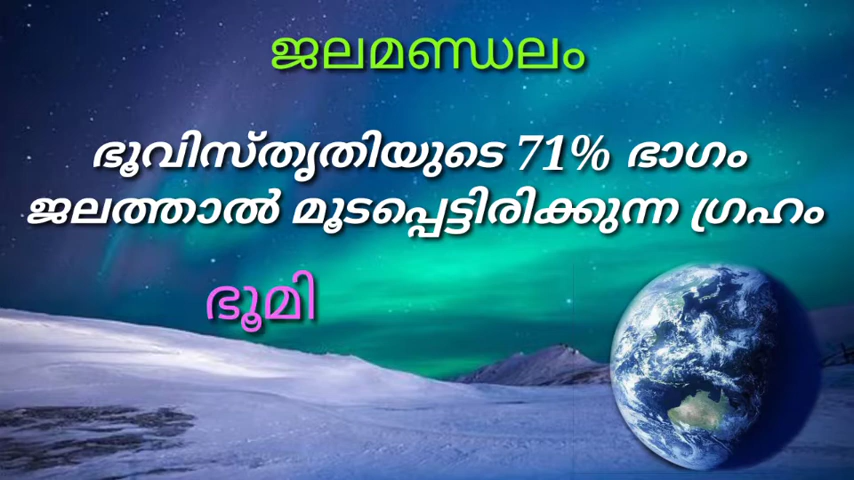 ജലമണ്ഡലം
ഭൂവിസ്തൃതിയുടെ 71% ഭാഗം
ജലത്താൽ മൂടപ്പെട്ടിരിക്കുന്ന ഗ്രഹം
ഭൂമി